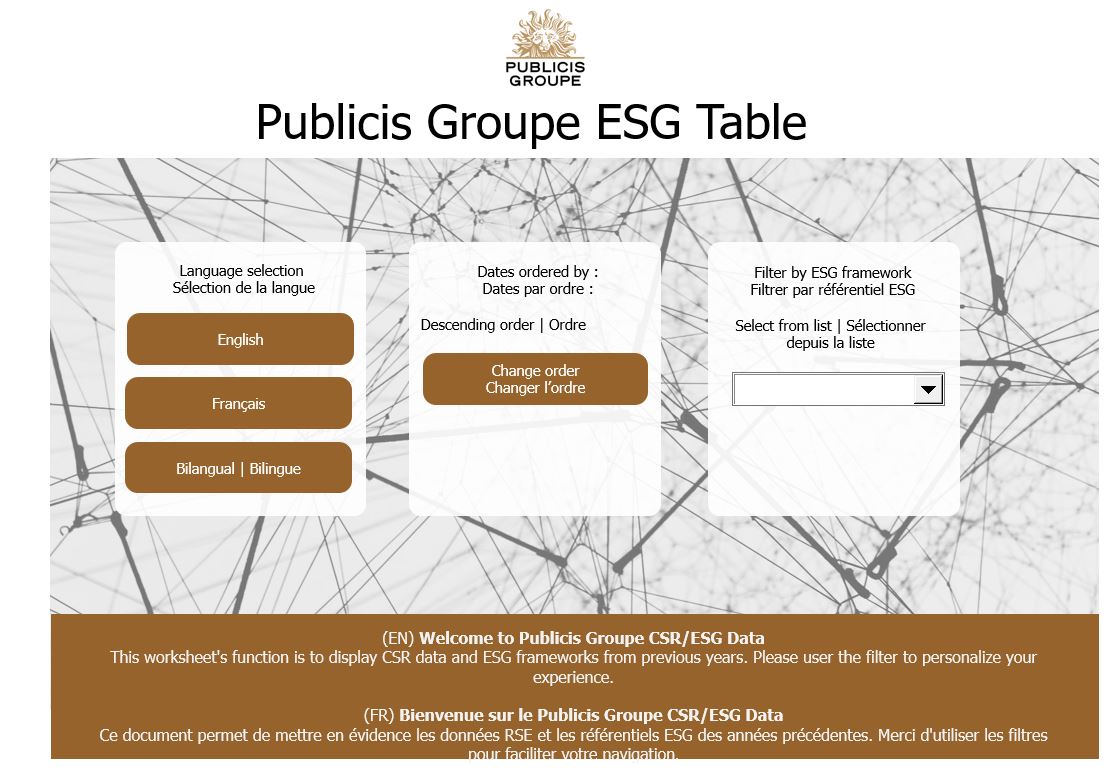 PUBLICIS
GROUPE
Publicis Groupe ESG Table
Language selection
Sélection de la langue
English
Français
Bilangual | Bilingue
Dates ordered by :
Dates par ordre :
Descending order | Ordre
Change order
Changer l’ordre
Filter by ESG framework
Filtrer par référentiel ESG
Select from list | Sélectionner
depuis la liste
(EN) Welcome to Publicis Groupe CSR/ESG Data
This worksheet's function is to display CSR data and ESG frameworks from previous years. Please user the filter to personalize your
experience.
(FR) Bienvenue sur le Publicis Groupe CSR/ESG Data
Ce document permet de mettre en évidence les données RSE et les référentiels ESG des années précédentes. Merci d'utiliser les filtres
pour faciliter votre navigation.